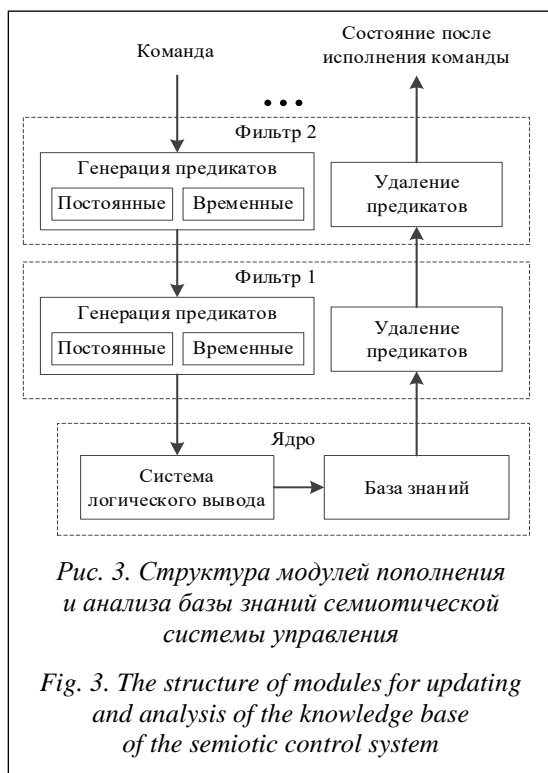 Команда
Состояние после
исполнения команды
...
Фильтр 2
Генерация предикатов
Постоянные
Временные
Удаление
предикатов
Фильтр 1
Генерация предикатов
Постоянные
Временные
Удаление
предикатов
Ядро
Система
логического вывода
База знаний
Рис. 3. Структура модулей пополнения
и анализа базы знаний семиотической
системы управления
Fig. 3. The structure of modules for updating
and analysis of the knowledge base
of the semiotic control system